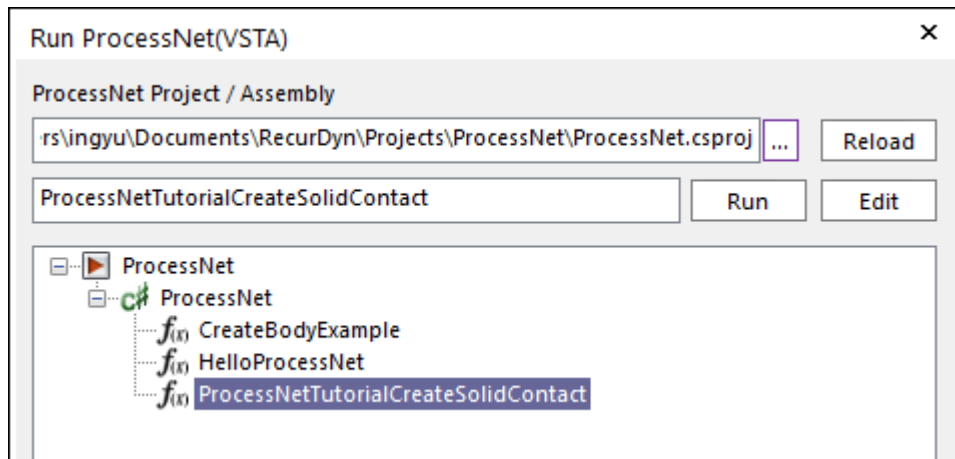 Run ProcessNet(VSTA)
ProcessNet Project / Assembly
rs\ingyu\Documents\RecurDyn\Projects\ProcessNet\ProcessNet.csproj ... Reload
ProcessNetTutorialCreateSolidContact Run Edit
ProcessNet
C# ProcessNet
f(x) CreateBodyExample
f(x) HelloProcessNet
f(x) ProcessNetTutorialCreateSolidContact